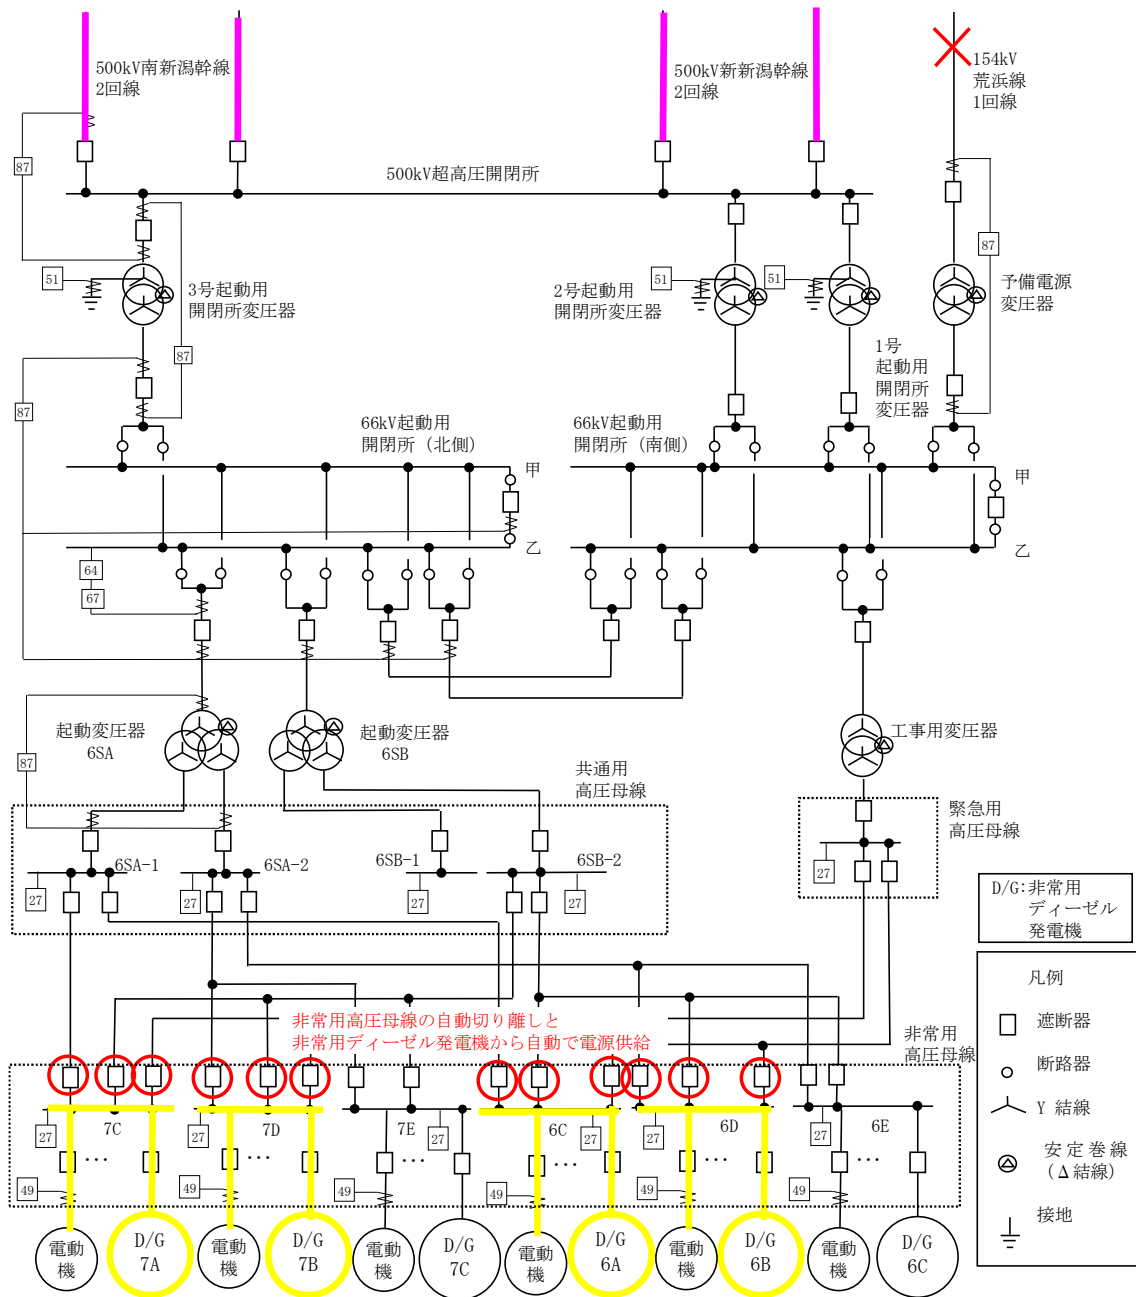 500kV南新潟幹線
2回線
500kV新新潟幹線
2回線
154kV
荒浜線
1回線
87
500kV超高圧開閉所
87
51
3号起動用
開閉所変圧器
51
2号起動用
開閉所変圧器
51
予備電源
変圧器
87
87
1号
起動用
開閉所
変圧器
66kV起動用
開閉所（北側）
66kV起動用
開閉所（南側）
甲
甲
乙
乙
64
67
起動変圧器
6SA
起動変圧器
6SB
工事用変圧器
87
共通用
高圧母線
緊急用
高圧母線
6SA-1
6SA-2
6SB-1
6SB-2
27
27
27
27
27
D/G:非常用
ディーゼル
発電機
凡例
遮断器
断路器
Y 結線
安定巻線
(Δ結線)
接地
非常用高圧母線の自動切り離しと
非常用ディーゼル発電機から自動で電源供給
非常用
高圧母線
27
7C
27
7D
7E
27
6C
27
27
6D
27
6E
...
...
...
...
...
...
49
49
49
49
49
49
電動
機
D/G
7A
電動
機
D/G
7B
電動
機
D/G
7C
電動
機
D/G
6A
電動
機
D/G
6B
電動
機
D/G
6C